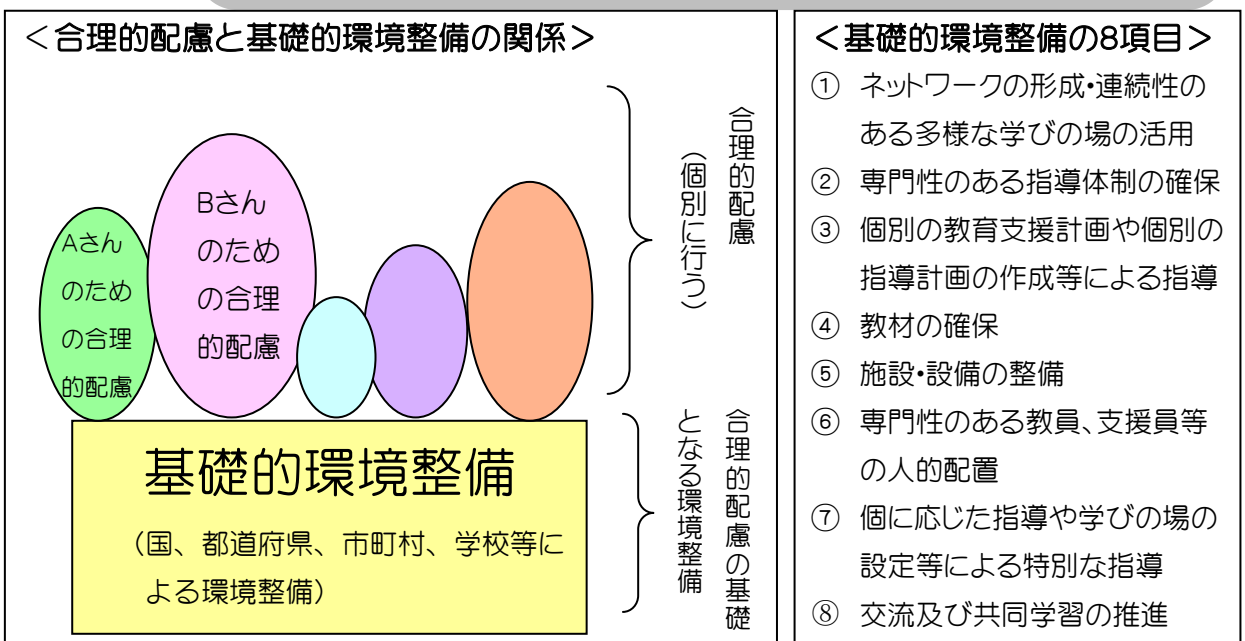 ＜合理的配慮と基礎的環境整備の関係＞
Aさん
のため
の合理
的配慮
Bさん
のため
の合理
的配慮
合理的配慮
（個別に行う）
基礎的環境整備
（国、都道府県、市町村、学校等に
よる環境整備）
合理的配慮の基礎
となる環境整備
＜基礎的環境整備の8項目＞
① ネットワークの形成・連続性の
ある多様な学びの場の活用
② 専門性のある指導体制の確保
③ 個別の教育支援計画や個別の
指導計画の作成等による指導
④ 教材の確保
⑤ 施設・設備の整備
⑥ 専門性のある教員、支援員等
の人的配置
⑦ 個に応じた指導や学びの場の
設定等による特別な指導
⑧ 交流及び共同学習の推進